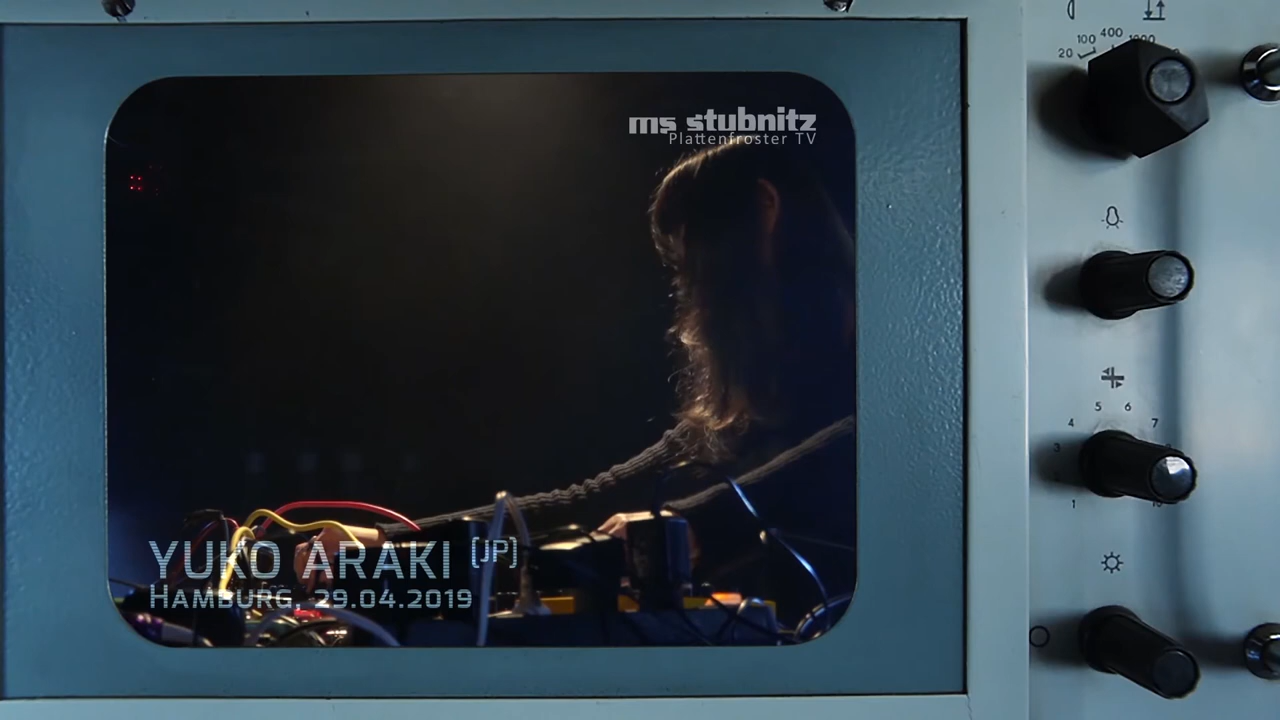 ms stubnitz
Plattenfroster TV
YUKO ARAKI [JP]
HAMBURG, 29.04.2019
20 100 400 1000
5 6
4 7
3
1 10